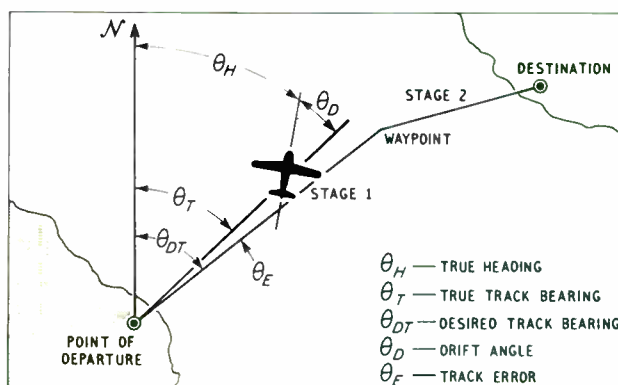 N
θH
θD
DESTINATION
STAGE 2
WAYPOINT
STAGE 1
θT
θDT
θE
POINT OF
DEPARTURE
θH — TRUE HEADING
θT — TRUE TRACK BEARING
θDT — DESIRED TRACK BEARING
θD — DRIFT ANGLE
θE — TRACK ERROR